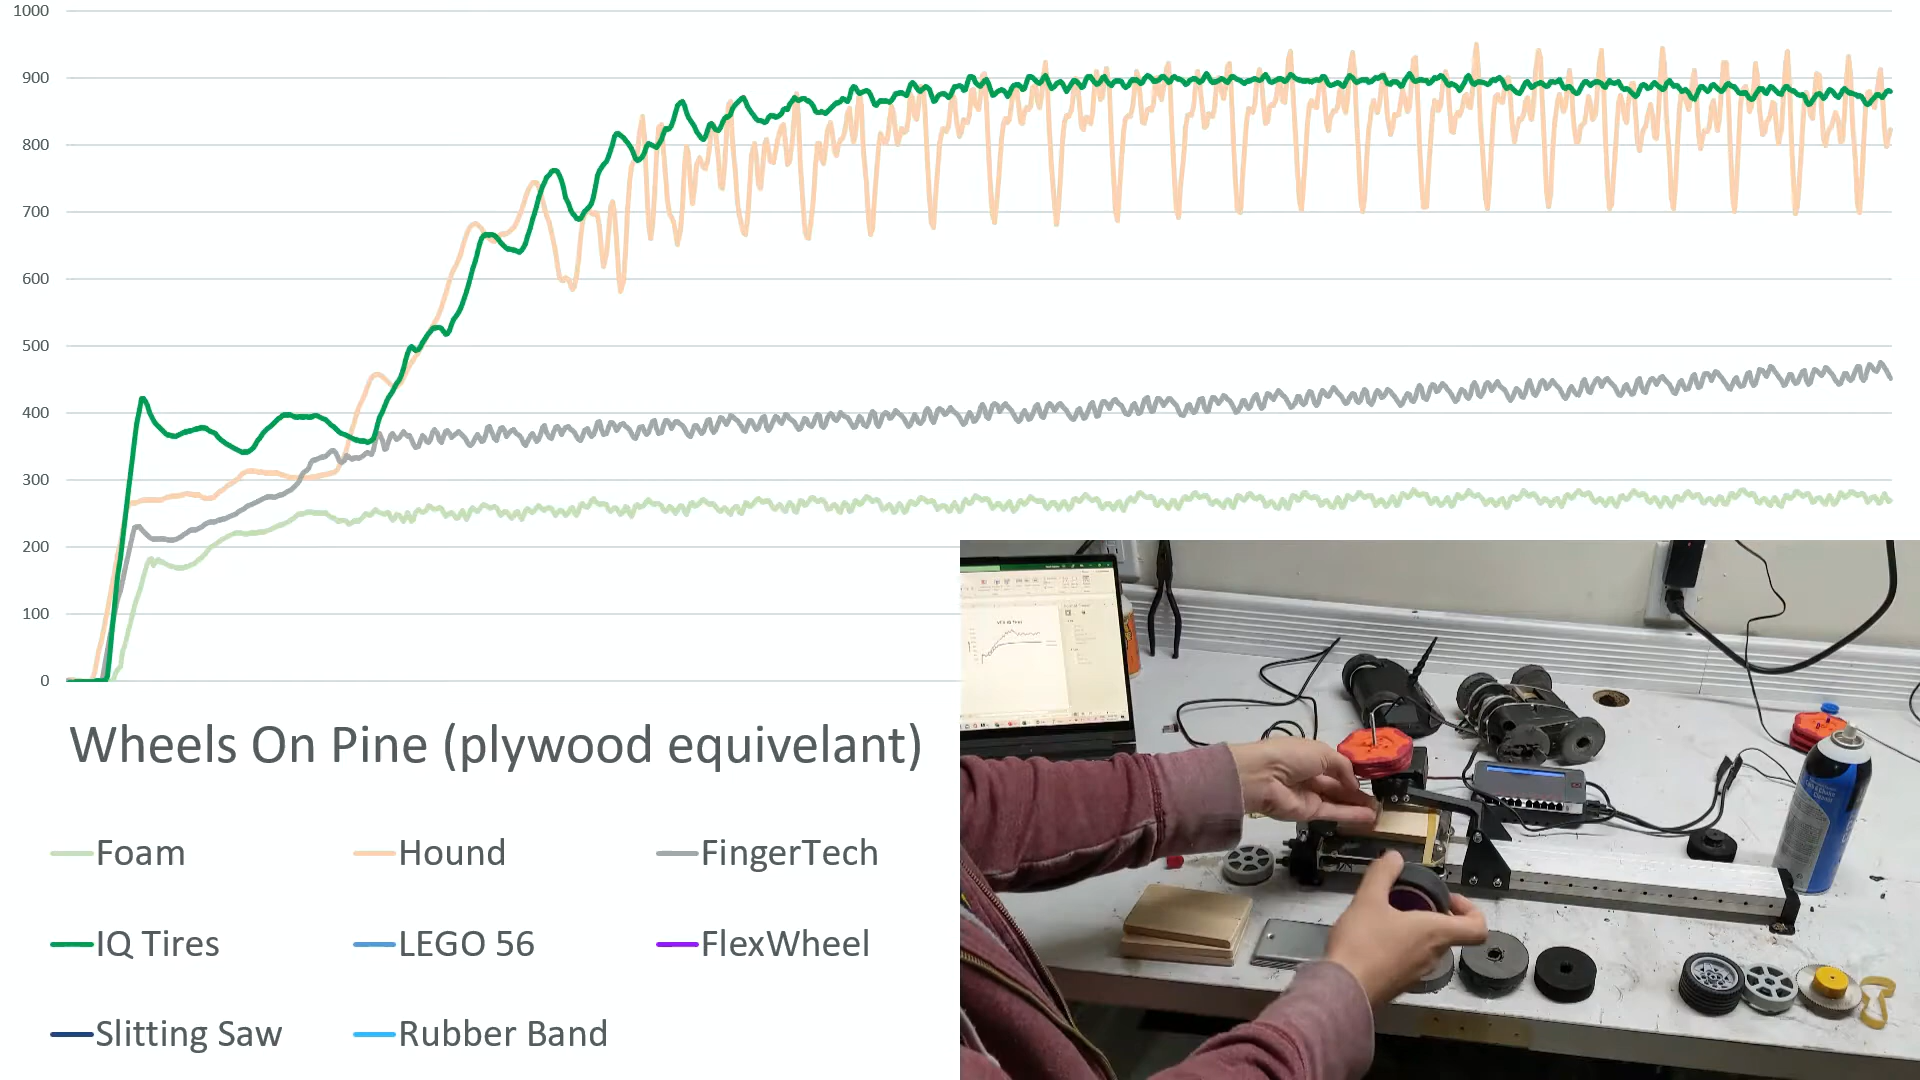 1000
900
800
700
600
500
400
300
200
100
0
Wheels On Pine (plywood equivelant)
Foam
Hound
FingerTech
IQ Tires
LEGO 56
FlexWheel
Slitting Saw
Rubber Band